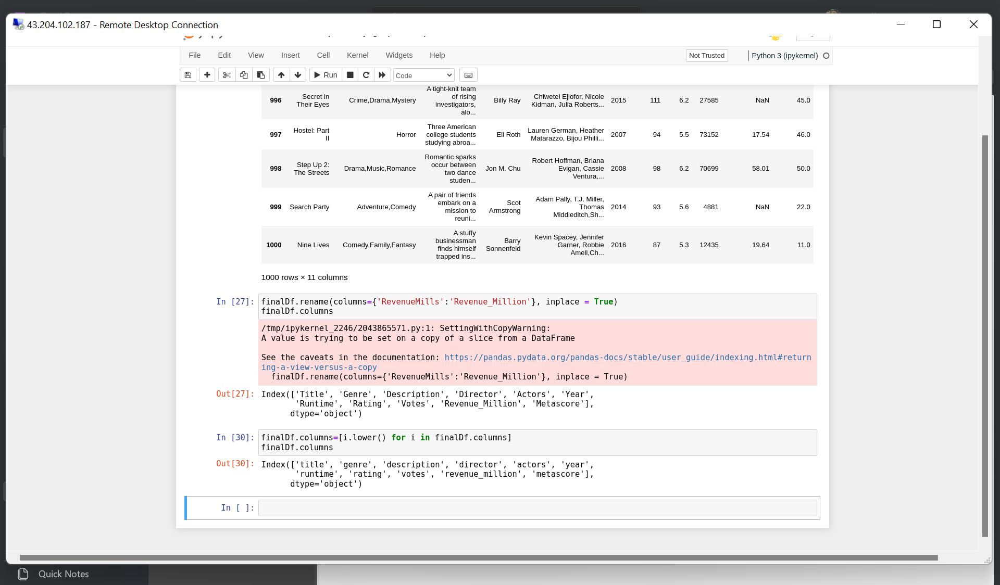 43.204.102.187 - Remote Desktop Connection
File Edit View Insert Cell Kernel Widgets Help
Not Trusted
Python 3 (ipykernel)
Run
Code
996 Secret in Their Eyes Crime,Drama,Mystery A tight-knit team of rising investigators, alo... Billy Ray Chiwetel Ejiofor, Nicole Kidman, Julia Roberts... 2015 111 6.2 27585 NaN 45.0
997 Hostel: Part II Horror Three American college students studying abroa... Eli Roth Lauren German, Heather Matarazzo, Bijou Philli... 2007 94 5.5 73152 17.54 46.0
998 Step Up 2: The Streets Drama,Music,Romance Romantic sparks occur between two dance studen... Jon M. Chu Robert Hoffman, Briana Evigan, Cassie Ventura,... 2008 98 6.2 70699 58.01 50.0
999 Search Party Adventure,Comedy A pair of friends embark on a mission to reuni... Scot Armstrong Adam Pally, T.J. Miller, Thomas Middleditch,Sh... 2014 93 5.6 4881 NaN 22.0
1000 Nine Lives Comedy,Family,Fantasy A stuffy businessman finds himself trapped ins... Barry Sonnenfeld Kevin Spacey, Jennifer Garner, Robbie Amell,Ch... 2016 87 5.3 12435 19.64 11.0
1000 rows × 11 columns
In [27]: finalDf.rename(columns={'RevenueMills':'Revenue_Million'}, inplace = True)
finalDf.columns
/tmp/ipykernel_2246/2043865571.py:1: SettingWithCopyWarning:
A value is trying to be set on a copy of a slice from a DataFrame
See the caveats in the documentation: https://pandas.pydata.org/pandas-docs/stable/user_guide/indexing.html#return
ing-a-view-versus-a-copy
finalDf.rename(columns={'RevenueMills':'Revenue_Million'}, inplace = True)
Out[27]: Index(['Title', 'Genre', 'Description', 'Director', 'Actors', 'Year',
'Runtime', 'Rating', 'Votes', 'Revenue_Million', 'Metascore'],
dtype='object')
In [30]: finalDf.columns=[i.lower() for i in finalDf.columns]
finalDf.columns
Out[30]: Index(['title', 'genre', 'description', 'director', 'actors', 'year',
'runtime', 'rating', 'votes', 'revenue_million', 'metascore'],
dtype='object')
In [ ]:
Quick Notes